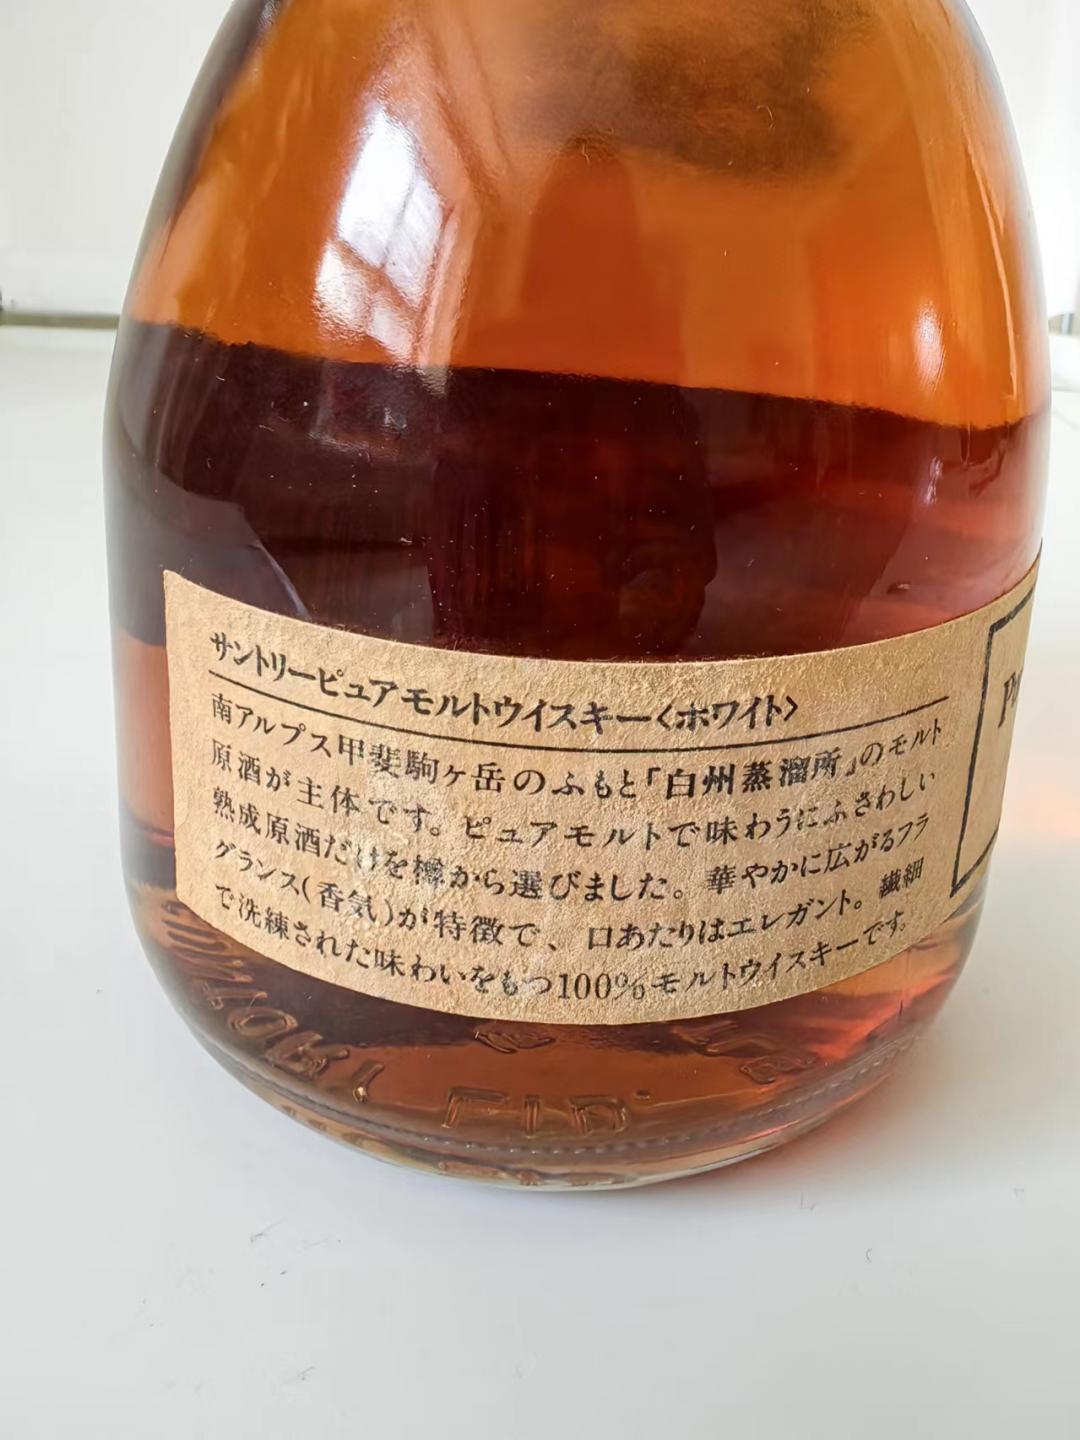 サントリーピュアモルトウイスキー〈ホワイト〉
南アルプス甲斐駒ヶ岳のふもと「白州蒸溜所」のモルト
原酒が主体です。ピュアモルトで味わうにふさわしい
熟成原酒だけを樽から選びました。華やかに広がるフラ
グランス(香気)が特徴で、口あたりはエレガント。繊細
で洗練された味わいをもつ100%モルトウイスキーです。
SUNTORY LTD.